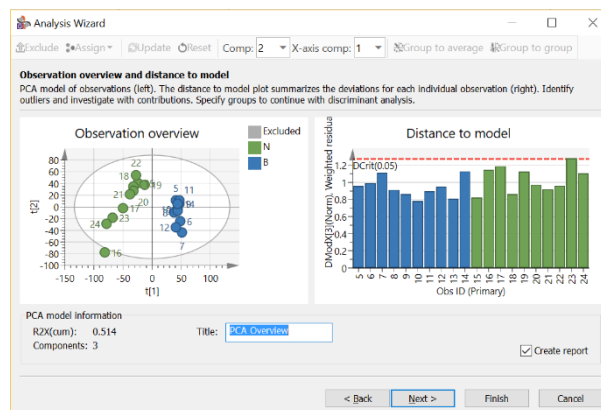 Analysis Wizard
Exclude Assign Update Reset Comp: 2 X-axis comp: 1 Group to average Group to group
Observation overview and distance to model
PCA model of observations (left). The distance to model plot summarizes the deviations for each individual observation (right). Identify
outliers and investigate with contributions. Specify groups to continue with discriminant analysis.
Observation overview
Excluded
N
B
80
60
40
20
0
-20
-40
-60
-80
-100
t[2]
22
18
19
21
20
17
23
24
16
5
11
6
12
7
-150 -100 -50 0 50 100
t[1]
Distance to model
DModX[3](Norm), Weighted residua
DCrit(0.05)
1.2
1
0.8
0.6
0.4
0.2
0
5 6 7 8 9 10 11 12 13 14 15 16 17 18 19 20 21 22 23 24
Obs ID (Primary)
PCA model information
R2X(cum): 0.514 Title: PCA Overview
Components: 3
Create report
< Back Next > Finish Cancel